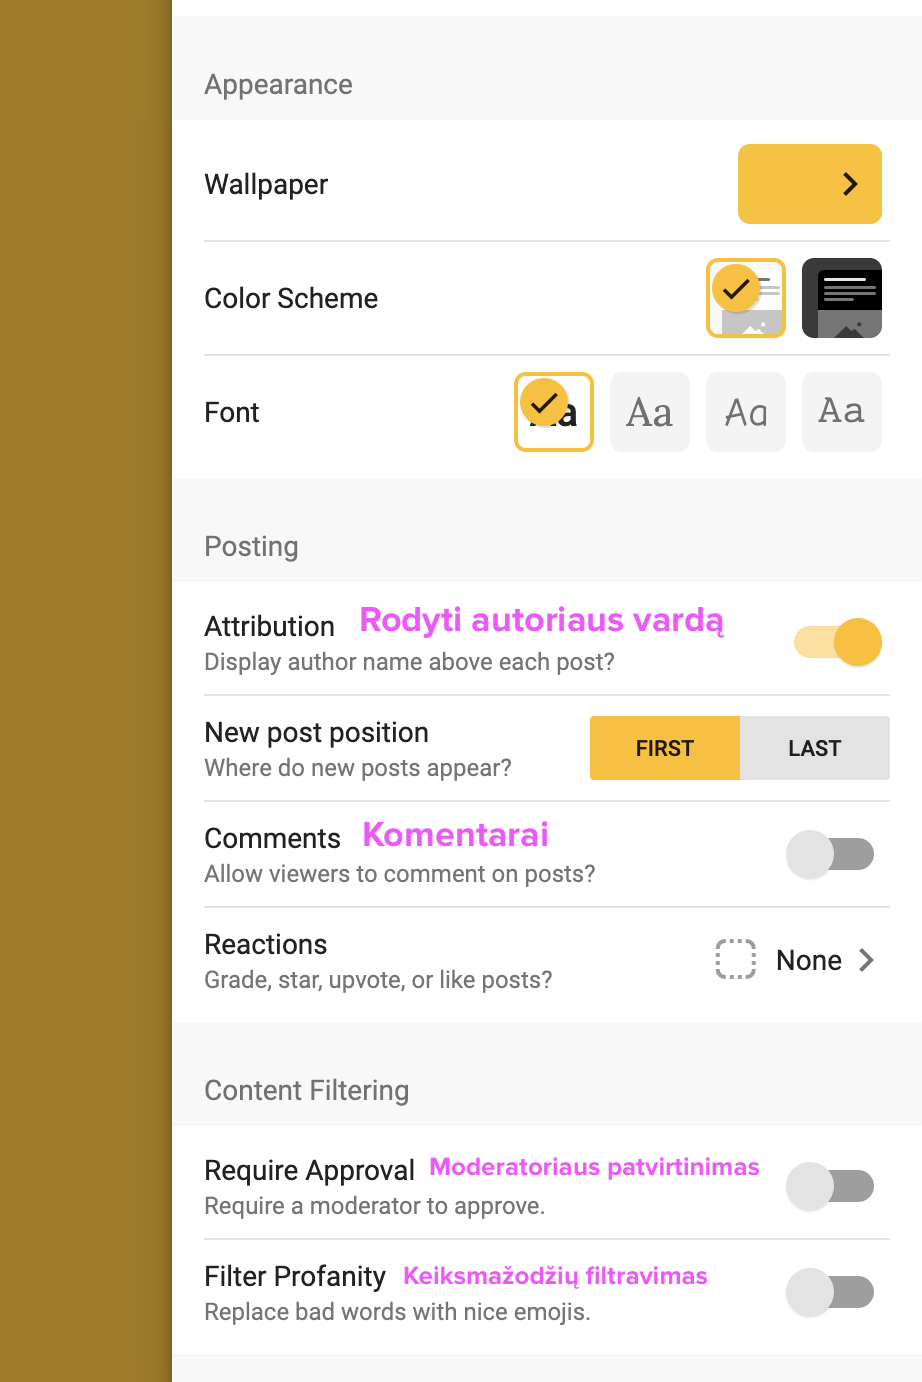 Appearance
Wallpaper
Color Scheme
Font
Aa Aa Aa
Posting
Attribution Rodyti autoriaus vardą
Display author name above each post?
New post position
Where do new posts appear?
FIRST LAST
Comments Komentarai
Allow viewers to comment on posts?
Reactions
Grade, star, upvote, or like posts?
None
Content Filtering
Require Approval Moderatoriaus patvirtinimas
Require a moderator to approve.
Filter Profanity Keiksmažodžių filtravimas
Replace bad words with nice emojis.